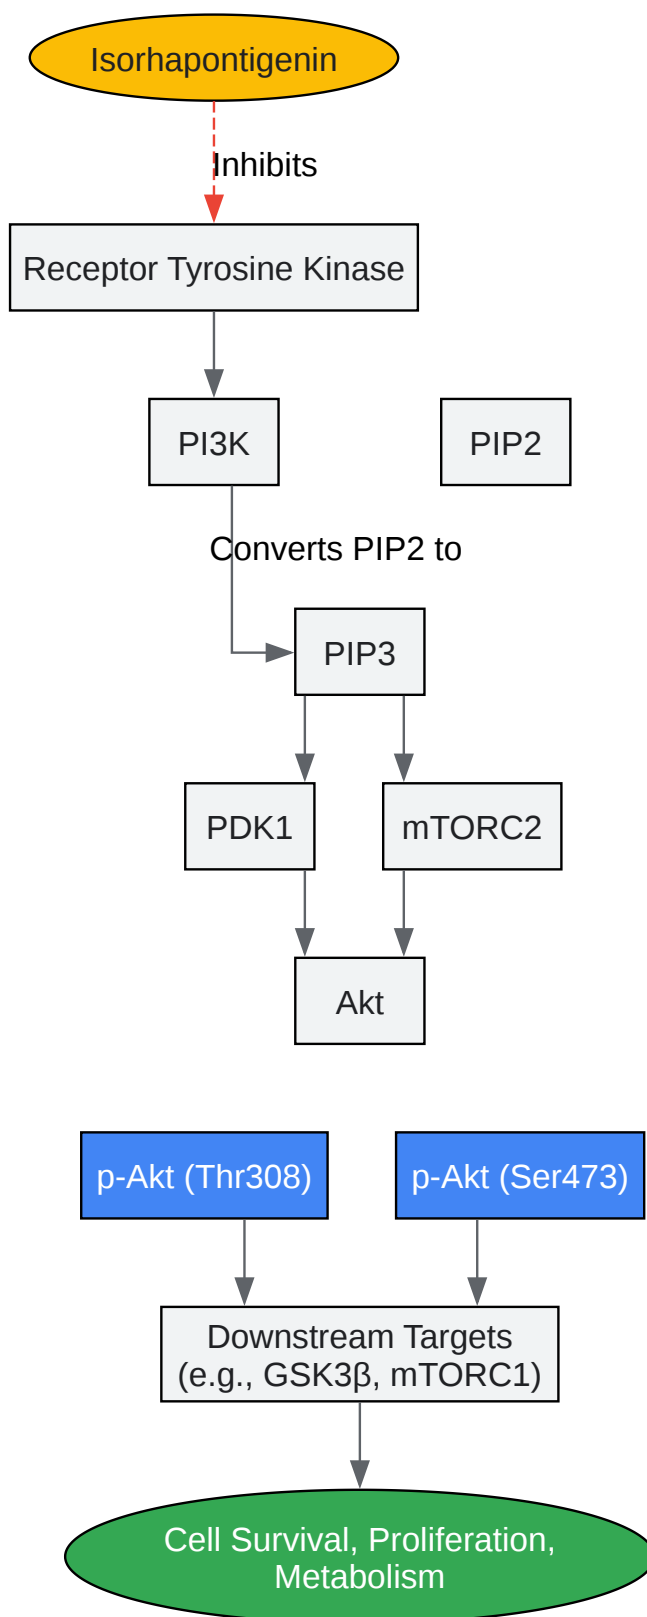 Isorhapontigenin
Inhibits
Receptor Tyrosine Kinase
PI3K
PIP2
Converts PIP2 to
PIP3
PDK1
mTORC2
Akt
p-Akt (Thr308)
p-Akt (Ser473)
Downstream Targets
(e.g., GSK3β, mTORC1)
Cell Survival, Proliferation,
Metabolism